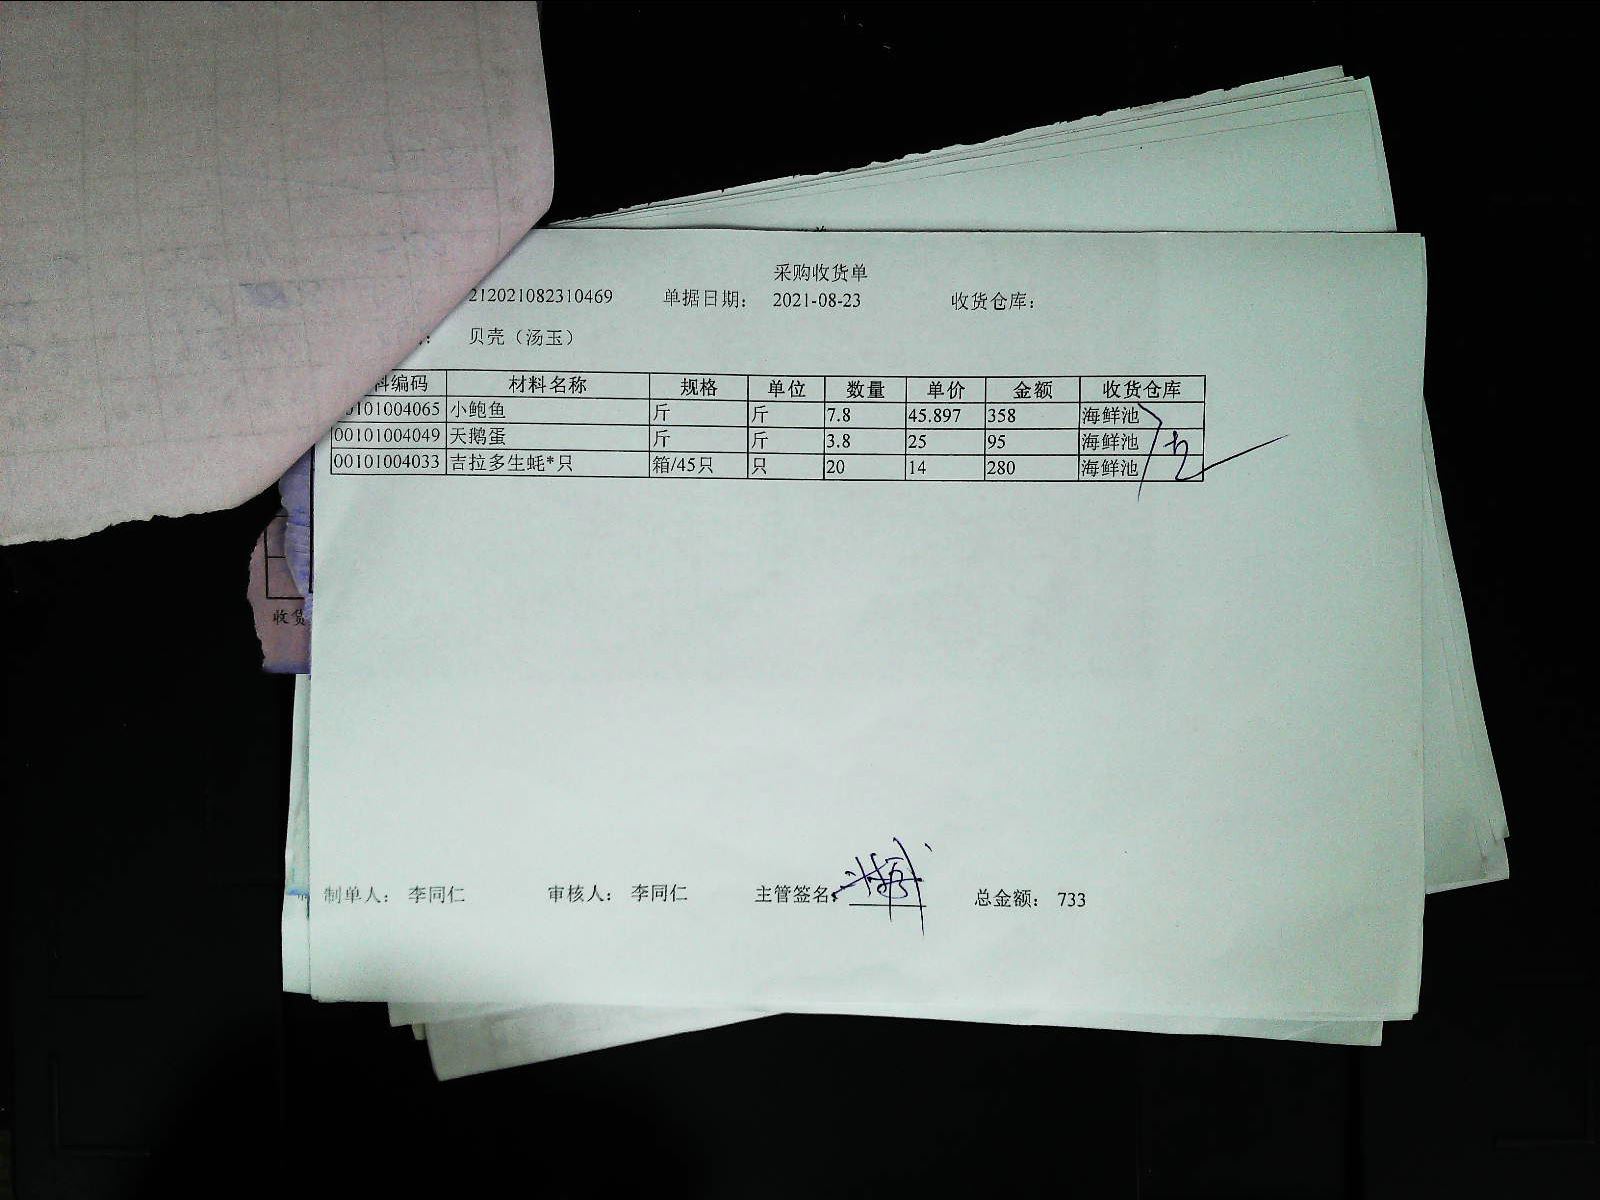 采购收货单
212021082310469 单据日期: 2021-08-23 收货仓库:
: 贝壳（汤玉）
料编码 材料名称 规格 单位 数量 单价 金额 收货仓库
00101004065 小鲍鱼 斤 斤 7.8 45.897 358 海鲜池
00101004049 天鹅蛋 斤 斤 3.8 25 95 海鲜池
00101004033 吉拉多生蚝*只 箱/45只 只 20 14 280 海鲜池
收货
制单人: 李同仁 审核人: 李同仁 主管签名: 总金额: 733